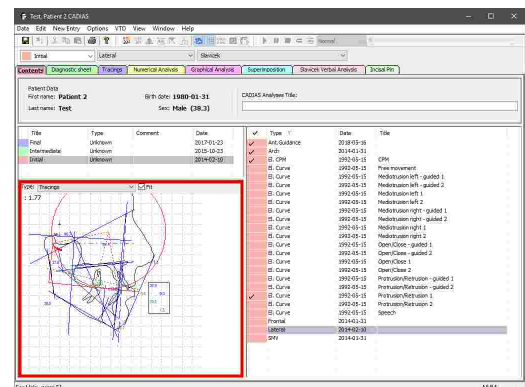 Test, Patient 2 CADIAS
Date Edit New Entry Options VTO View Window Help
Normal
Initial Lateral Slavicek
Contents Diagnostic sheet Tracings Numerical Analysis Graphical Analysis Superimposition Slavicek Verbal Analysis Incisal Pin
Patient Data
First name: Patient 2 Birth date: 1980-01-31 CADIAS Analyses Title:
Last name: Test Sex: Male (38.3)
Title Type Comment Date
Final Unknown 2017-01-23
Intermediate Unknown 2015-10-23
Initial Unknown 2014-02-10
Type: Tracings Fit
: 1.77
Type Date Title
Ant.Guidance 2018-05-16
Arch 2014-01-31
El. CPM 1992-05-15 CPM
El. Curve 1992-05-15 Free movement
El. Curve 1992-05-15 Mediotrusion left - guided 1
El. Curve 1992-05-15 Mediotrusion left - guided 2
El. Curve 1992-05-15 Mediotrusion left 1
El. Curve 1992-05-15 Mediotrusion left 2
El. Curve 1992-05-15 Mediotrusion right - guided 1
El. Curve 1992-05-15 Mediotrusion right - guided 2
El. Curve 1992-05-15 Mediotrusion right 1
El. Curve 1992-05-15 Mediotrusion right 2
El. Curve 1992-05-15 Open/Close - guided 1
El. Curve 1992-05-15 Open/Close - guided 2
El. Curve 1992-05-15 Open/Close 1
El. Curve 1992-05-15 Open/Close 2
El. Curve 1992-05-15 Protrusion/Retrusion - guided 1
El. Curve 1992-05-15 Protrusion/Retrusion - guided 2
El. Curve 1992-05-15 Protrusion/Retrusion 1
El. Curve 1992-05-15 Protrusion/Retrusion 2
El. Curve 1992-05-15 Speech
Frontal 2014-01-31
Lateral 2014-02-10
SMV 2014-01-31